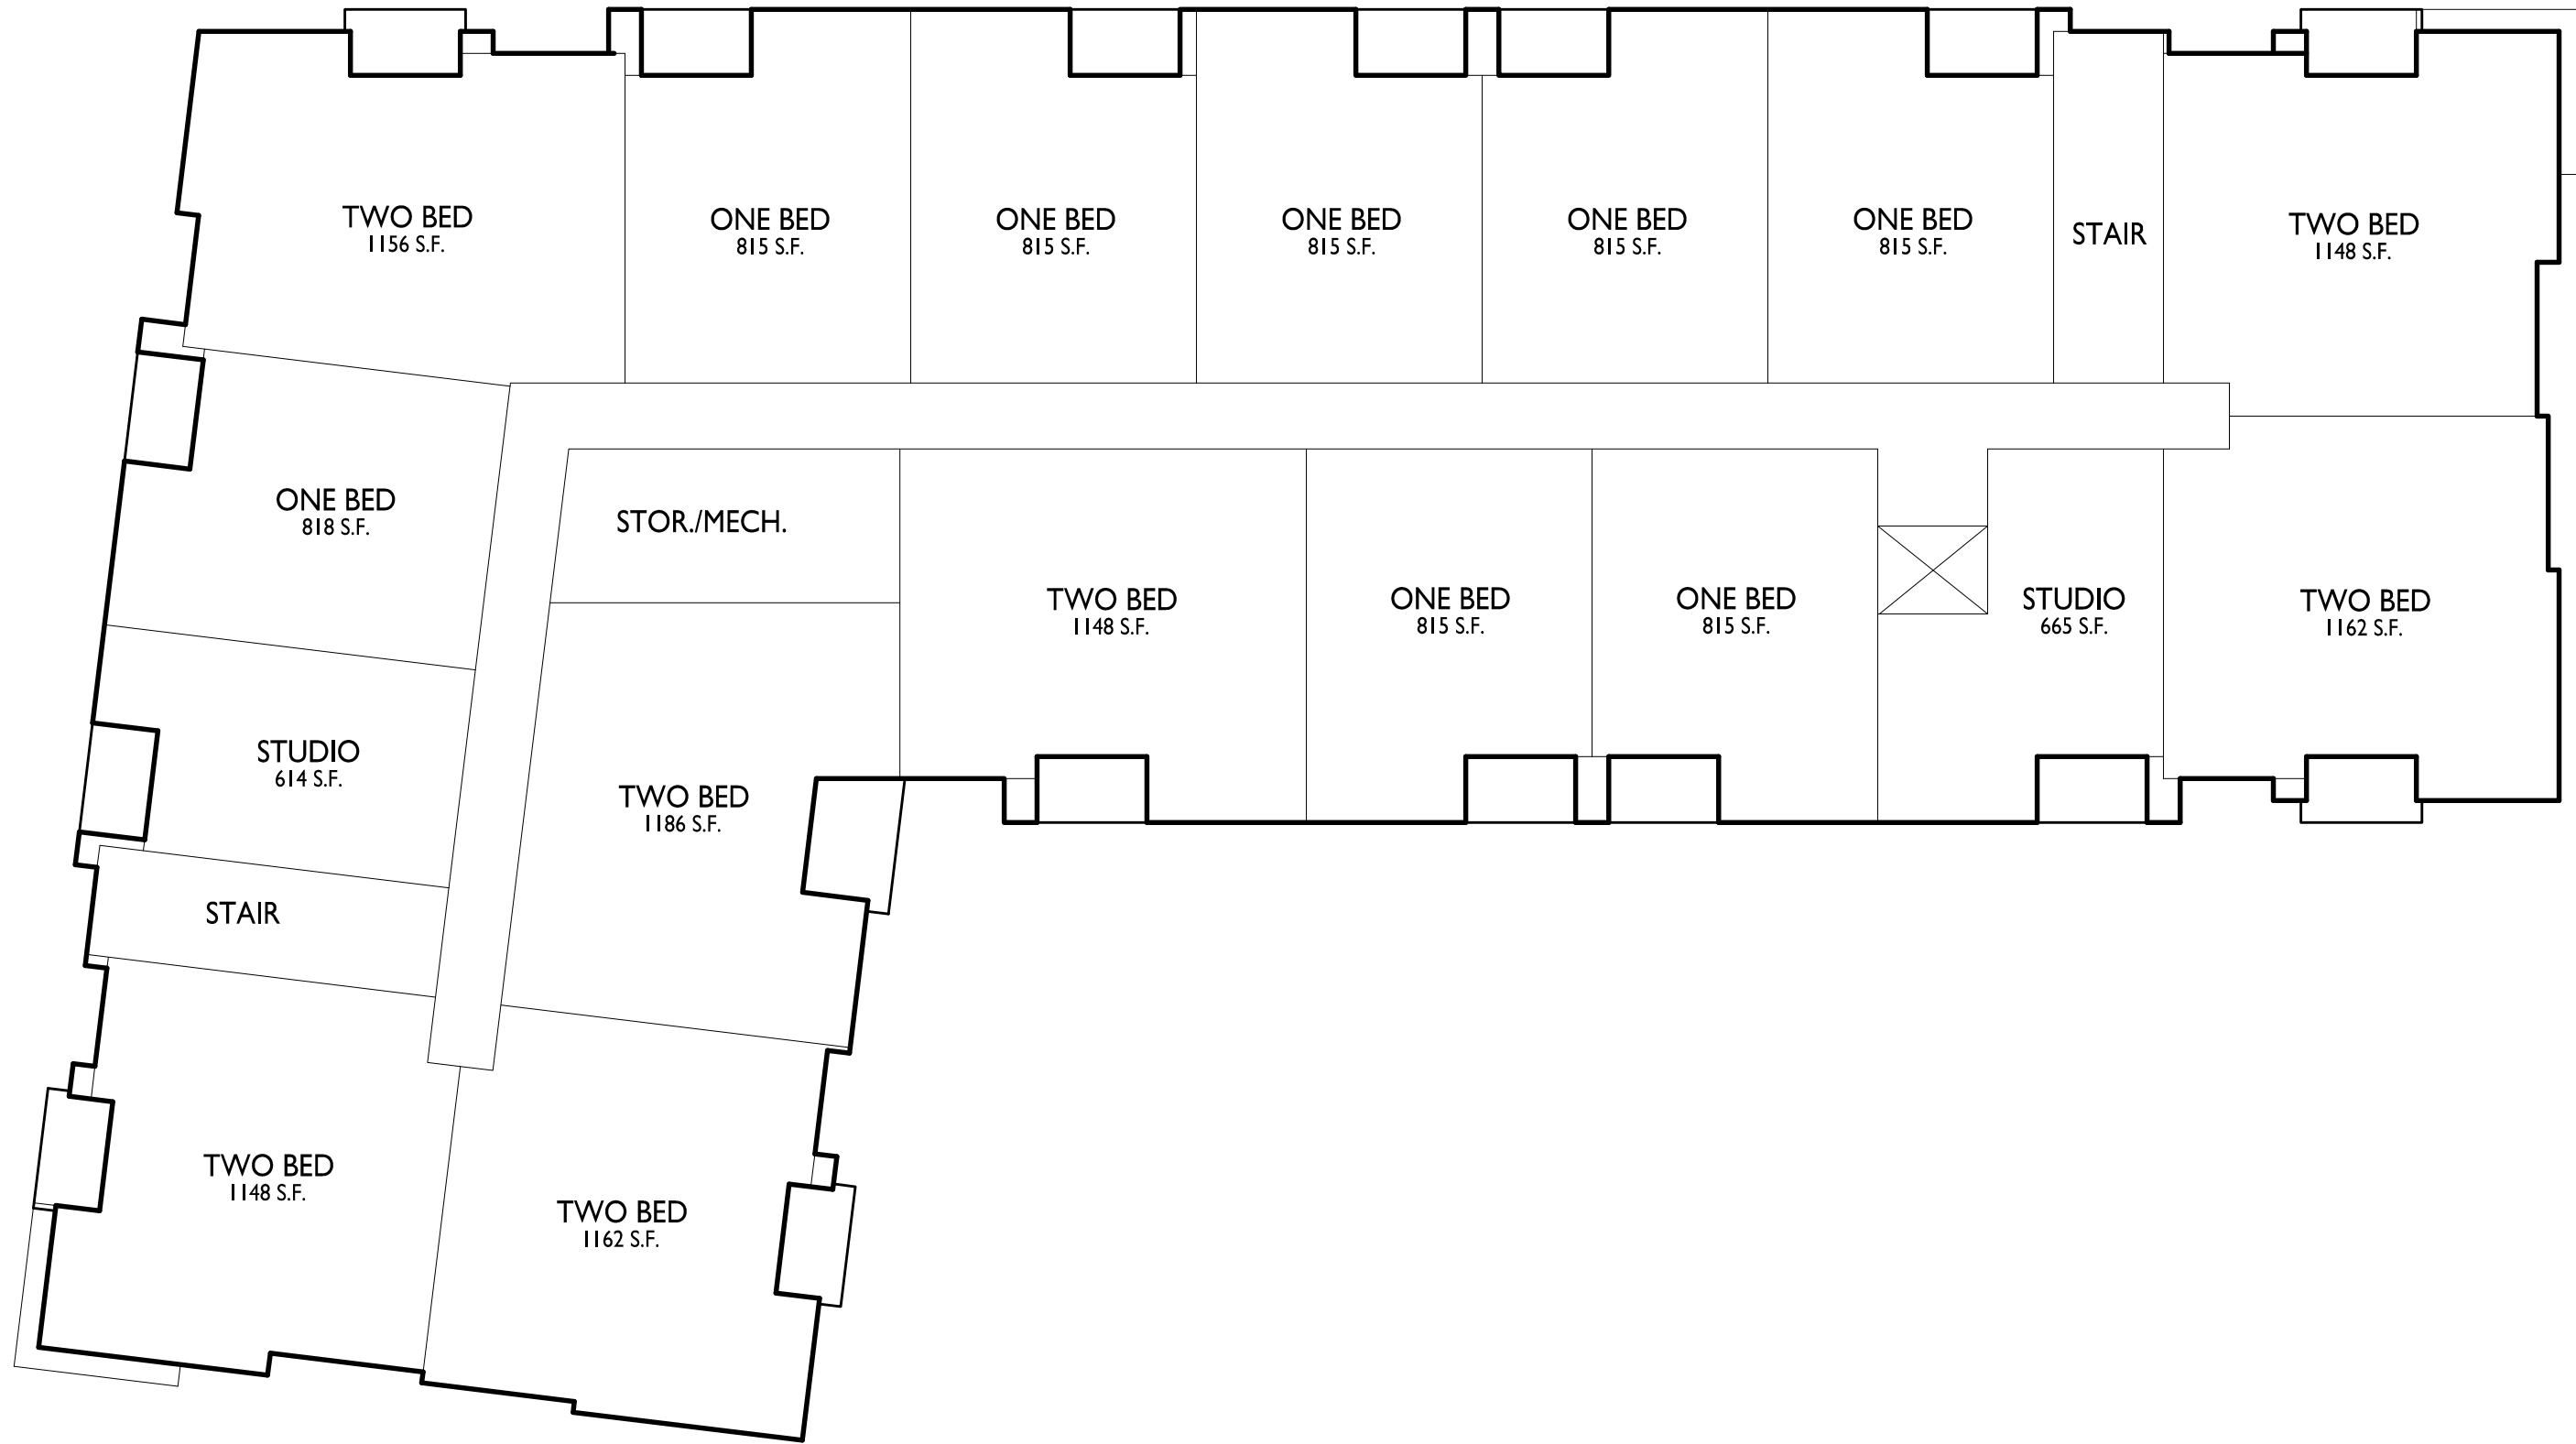 TWO BED
1156 S.F.
ONE BED
815 S.F.
ONE BED
815 S.F.
ONE BED
815 S.F.
ONE BED
815 S.F.
ONE BED
815 S.F.
STAIR
TWO BED
1148 S.F.
ONE BED
818 S.F.
STOR./MECH.
TWO BED
1148 S.F.
ONE BED
815 S.F.
ONE BED
815 S.F.
STUDIO
665 S.F.
TWO BED
1162 S.F.
STUDIO
614 S.F.
TWO BED
1186 S.F.
STAIR
TWO BED
1148 S.F.
TWO BED
1162 S.F.